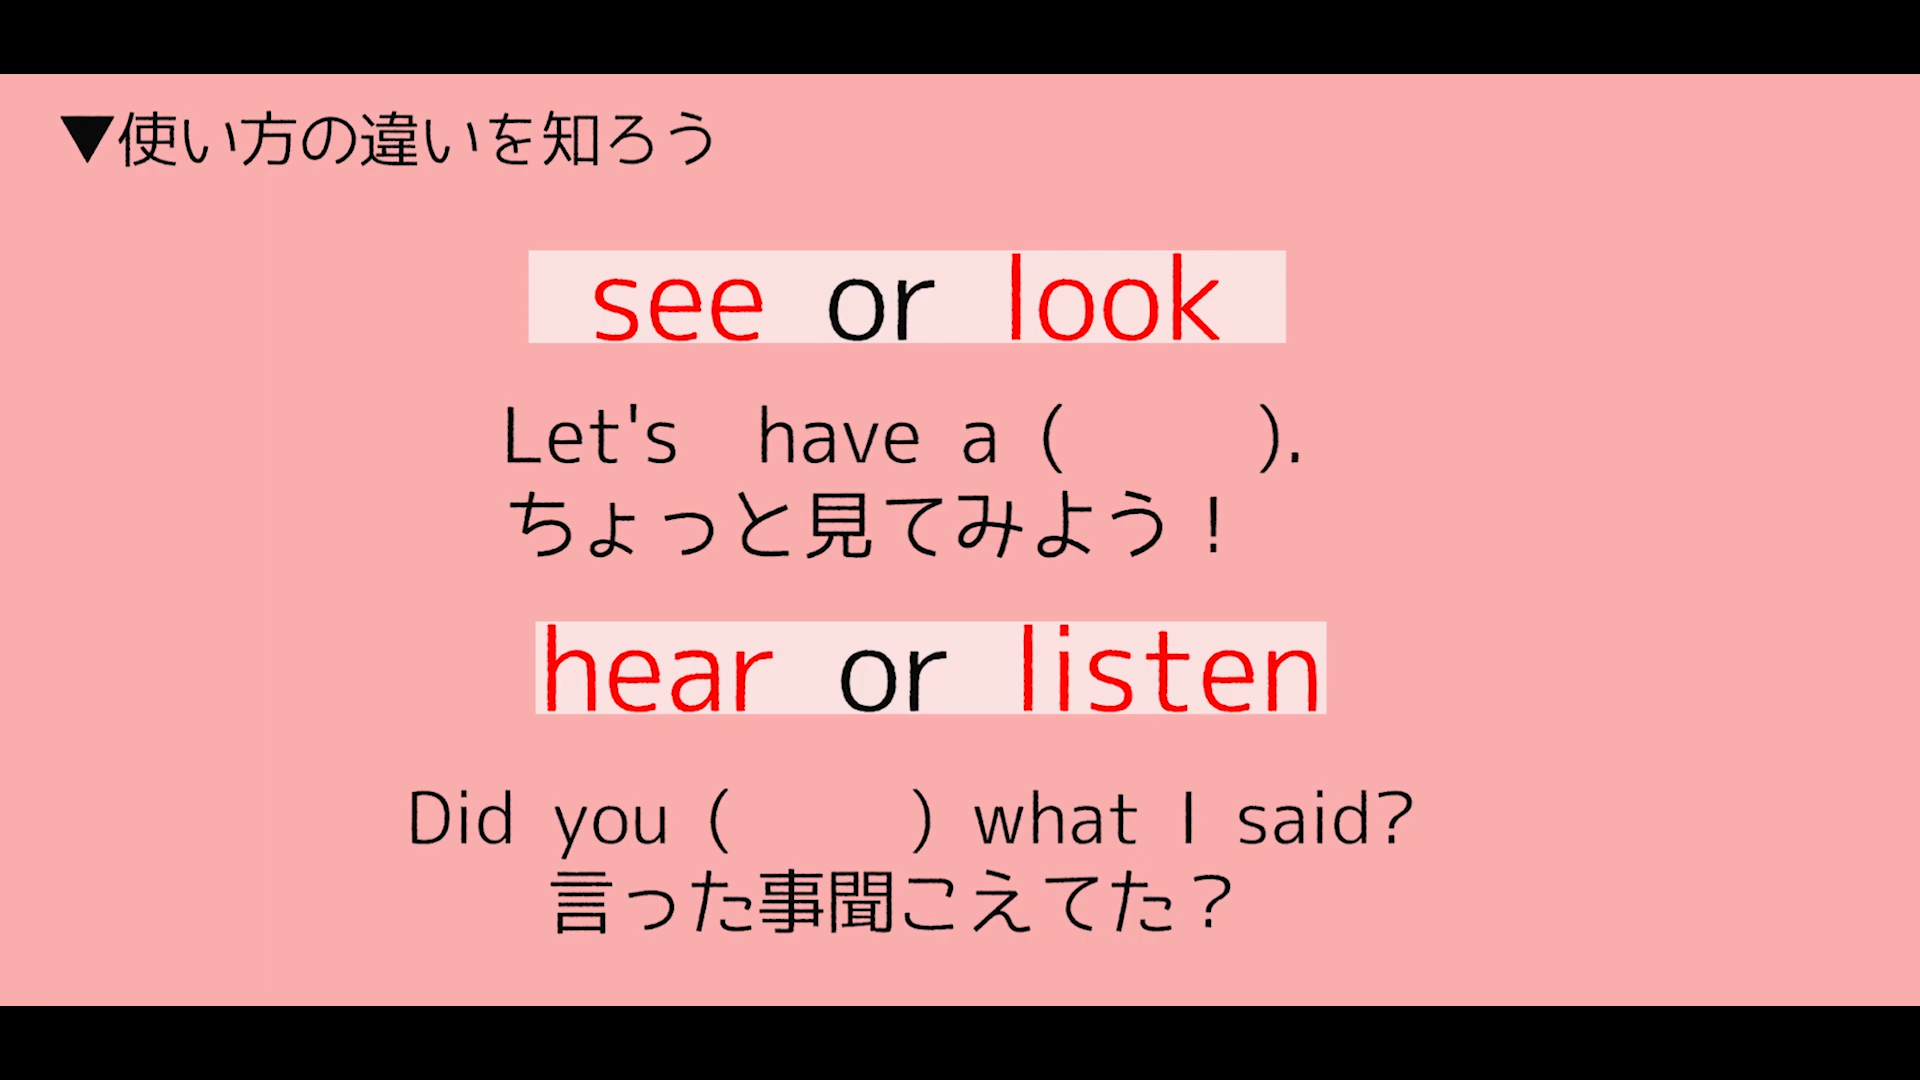 ▼使い方の違いを知ろう
see or look
Let's have a (    ).
ちょっと見てみよう！
hear or listen
Did you (    ) what I said?
言った事聞こえてた？